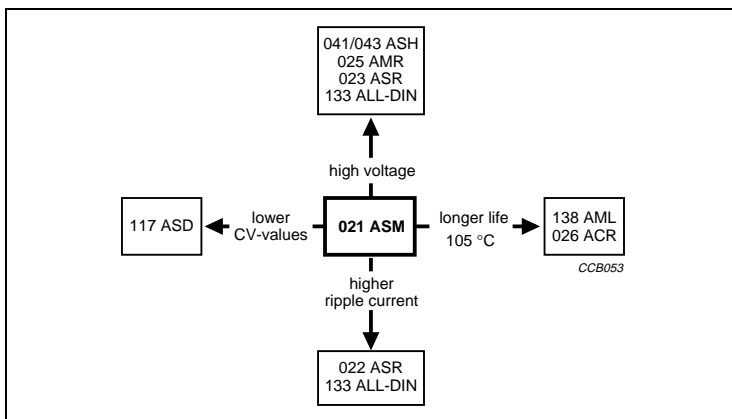 041/043 ASH
025 AMR
023 ASR
133 ALL-DIN
high voltage
117 ASD
lower
CV-values
021 ASM
longer life
105 °C
138 AML
026 ACR
CCB053
higher
ripple current
022 ASR
133 ALL-DIN